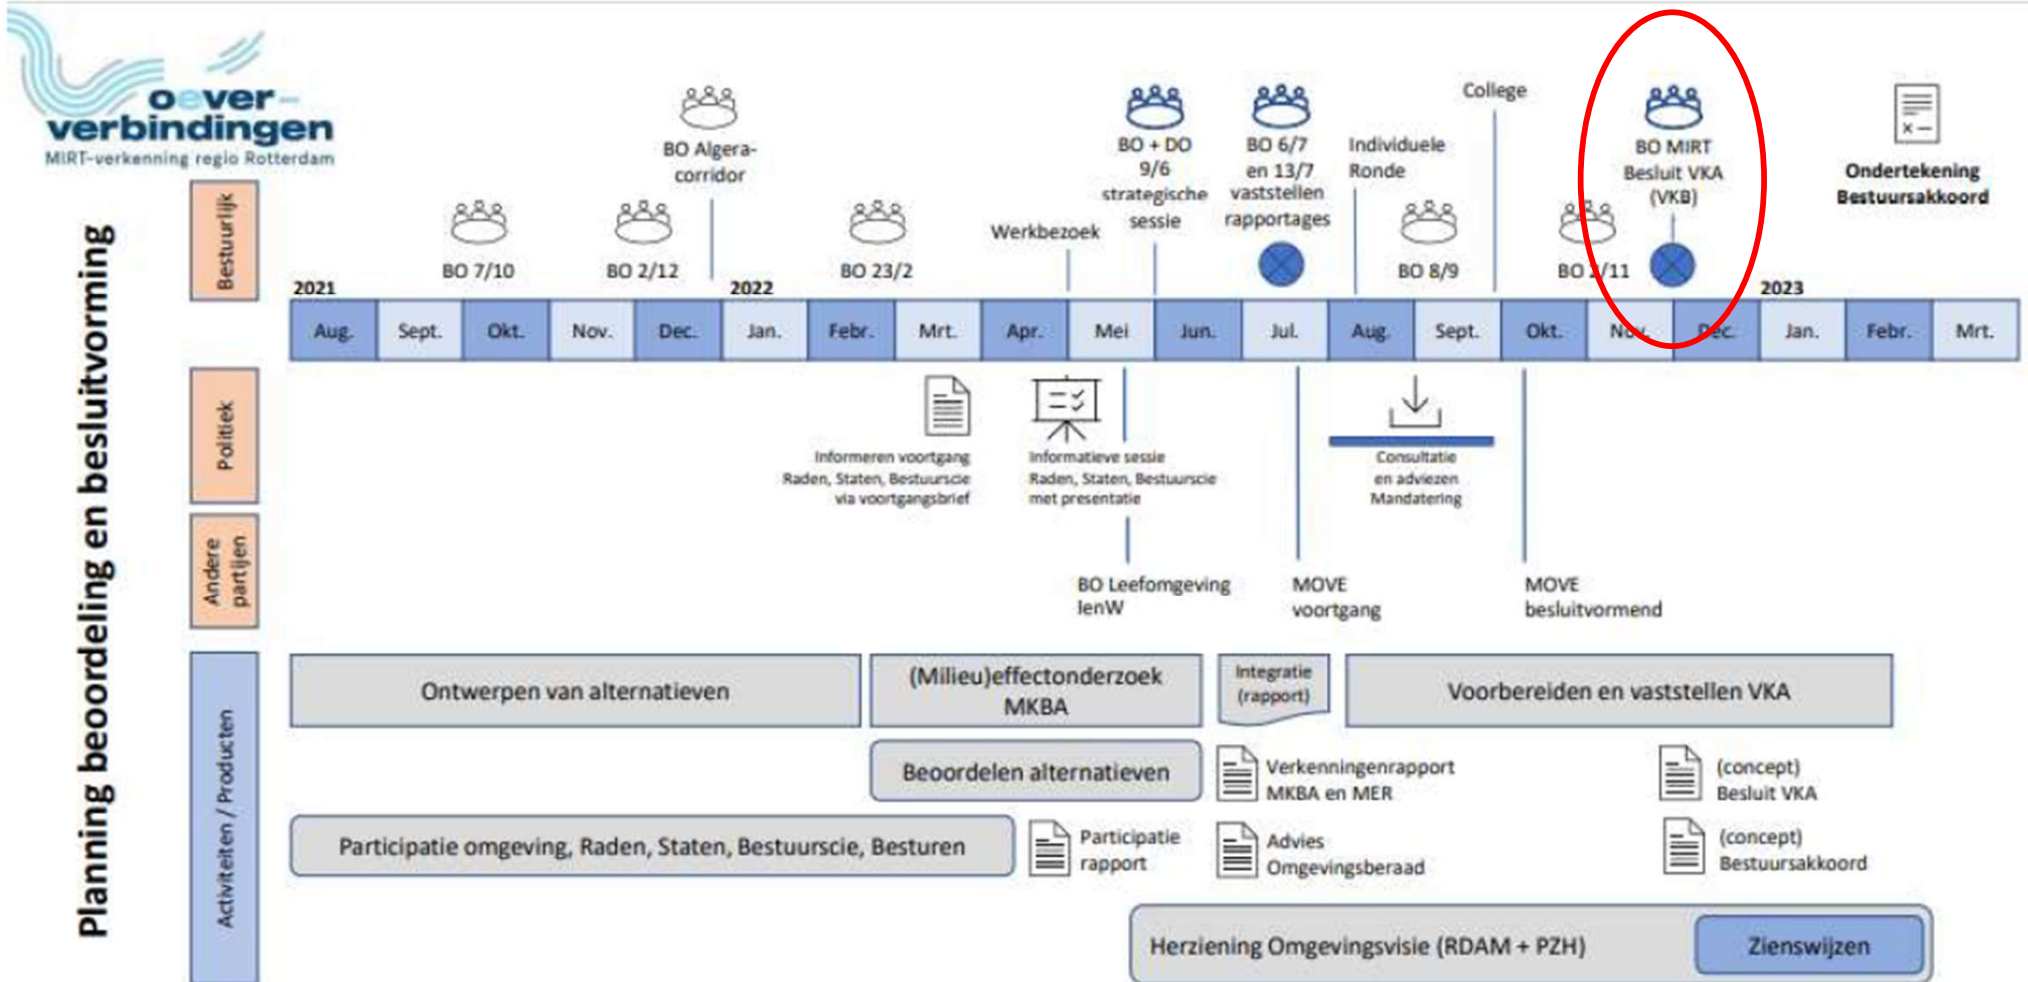 oever-
verbindingen
MIRT-verkenning regio Rotterdam
Planning beoordeling en besluitvorming
Bestuurlijk
BO 7/10
BO 2/12
BO Algera-
corridor
BO 23/2
Werkbezoek
BO + DO
9/6
strategische
sessie
BO 6/7
en 13/7
vaststellen
rapportages
Individuele
Ronde
BO 8/9
College
BO 2/11
BO MIRT
Besluit VKA
(VKB)
Ondertekening
Bestuursakkoord
2021
2022
2023
Aug. Sept. Okt. Nov. Dec. Jan. Febr. Mrt. Apr. Mei Jun. Jul. Aug. Sept. Okt. Nov. Dec. Jan. Febr. Mrt.
Politiek
Informeren voortgang
Raden, Staten, Bestuurscie
via voortgangsbrief
Informatieve sessie
Raden, Staten, Bestuurscie
met presentatie
Consultatie
en adviezen
Mandatering
Andere
partijen
BO Leefomgeving
IenW
MOVE
voortgang
MOVE
besluitvormend
Activiteiten / Producten
Ontwerpen van alternatieven
(Milieu)effectonderzoek
MKBA
Integratie
(rapport)
Voorbereiden en vaststellen VKA
Beoordelen alternatieven
Verkenningenrapport
MKBA en MER
(concept)
Besluit VKA
Participatie omgeving, Raden, Staten, Bestuurscie, Besturen
Participatie
rapport
Advies
Omgevingsberaad
(concept)
Bestuursakkoord
Herziening Omgevingsvisie (RDAM + PZH)
Zienswijzen